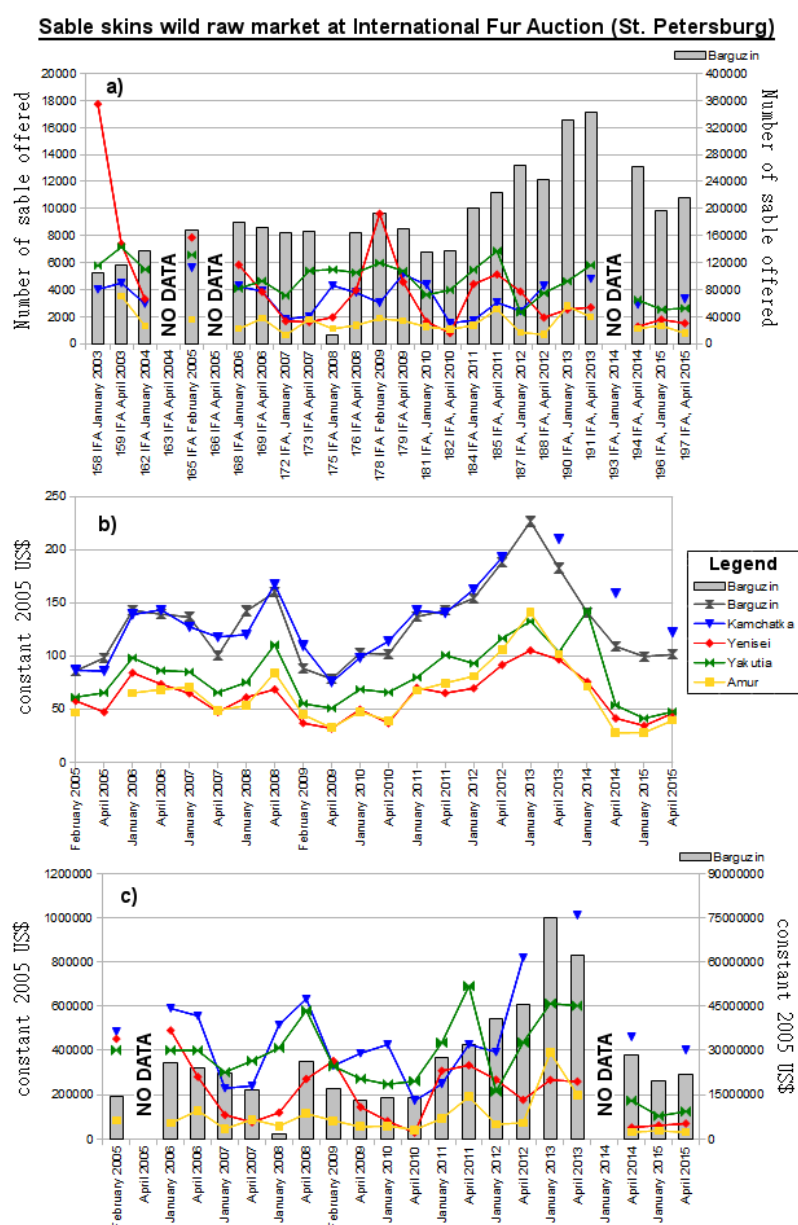 Sable skins wild raw market at International Fur Auction (St. Petersburg)
Barguzin
a)
Number of sable offered
20000
18000
16000
14000
12000
10000
8000
6000
4000
2000
0
400000
360000
320000
280000
240000
200000
160000
120000
80000
40000
0
Number of sable offered
NO DATA
NO DATA
NO DATA
158 IFA January 2003
159 IFA April 2003
162 IFA January 2004
163 IFA April 2004
165 IFA February 2005
166 IFA April 2005
168 IFA January 2006
169 IFA April 2006
172 IFA, January 2007
173 IFA April 2007
175 IFA, January 2008
176 IFA April 2008
178 IFA February 2009
179 IFA April 2009
181 IFA, January 2010
182 IFA, April 2010
184 IFA January 2011
185 IFA, April 2011
187 IFA, January 2012
188 IFA, April 2012
190 IFA, January 2013
191 IFA, April 2013
193 IFA, January 2014
194 IFA, April 2014
196 IFA, January 2015
197 IFA, April 2015
b)
constant 2005 US$
250
200
150
100
50
0
February 2005
April 2005
January 2006
April 2006
January 2007
April 2007
January 2008
April 2008
February 2009
April 2009
January 2010
April 2010
January 2011
April 2011
January 2012
April 2012
January 2013
April 2013
January 2014
April 2014
January 2015
April 2015
Legend
Barguzin
Barguzin
Kamchatka
Yenisei
Yakutia
Amur
Barguzin
c)
constant 2005 US$
1200000
1000000
800000
600000
400000
200000
0
90000000
75000000
60000000
45000000
30000000
15000000
0
constant 2005 US$
NO DATA
NO DATA
February 2005
April 2005
January 2006
April 2006
January 2007
April 2007
January 2008
April 2008
February 2009
April 2009
January 2010
April 2010
January 2011
April 2011
January 2012
April 2012
January 2013
April 2013
January 2014
April 2014
January 2015
April 2015